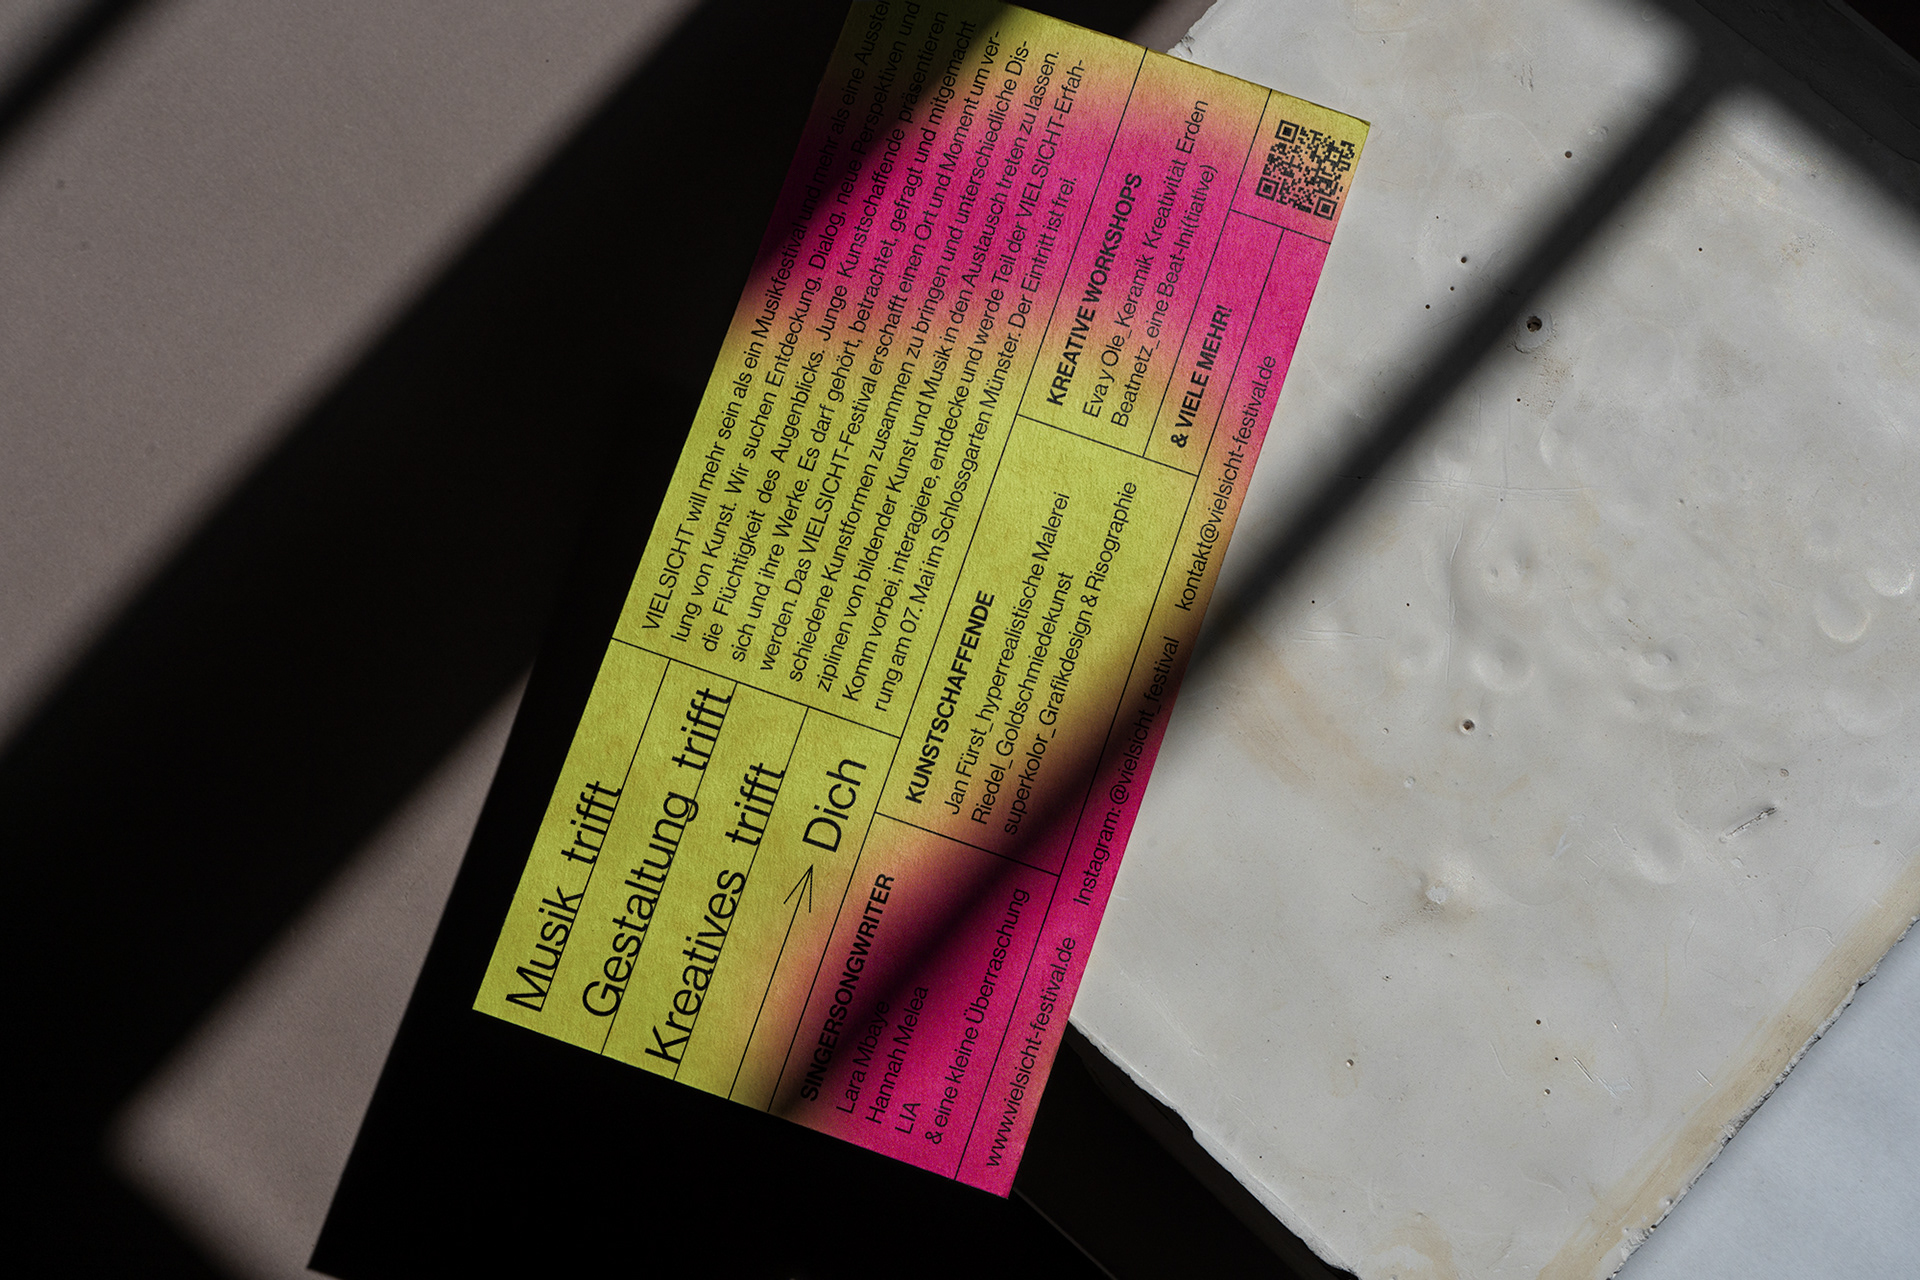 Musik trifft
Gestaltung trifft
Kreatives trifft
Dich
VIELSICHT will mehr sein als ein Musikfestival und mehr als eine Ausstel
lung von Kunst. Wir suchen Entdeckung, Dialog, neue Perspektiven und
die Flüchtigkeit des Augenblicks. Junge Kunstschaffende präsentieren
sich und ihre Werke. Es darf gehört, betrachtet, gefragt und mitgemacht
werden. Das VIELSICHT-Festival erschafft einen Ort und Moment um ver-
schiedene Kunstformen zusammen zu bringen und unterschiedliche Dis-
ziplinen von bildender Kunst und Musik in den Austausch treten zu lassen.
Komm vorbei, interagiere, entdecke und werde Teil der VIELSICHT-Erfah-
rung am 07. Mai im Schlossgarten Münster. Der Eintritt ist frei.
SINGERSONGWRITER
Lara Mbaye
Hannah Melea
LIA
& eine kleine Überraschung
KUNSTSCHAFFENDE
Jan Fürst_hyperrealistische Malerei
Riedel_Goldschmiedekunst
superkolor_Grafikdesign & Risographie
KREATIVE WORKSHOPS
Eva y Ole_Keramik Kreativität Erden
Beatnetz_eine Beat-In(itiative)
& VIELE MEHR!
www.vielsicht-festival.de Instagram: @vielsicht_festival kontakt@vielsicht-festival.de